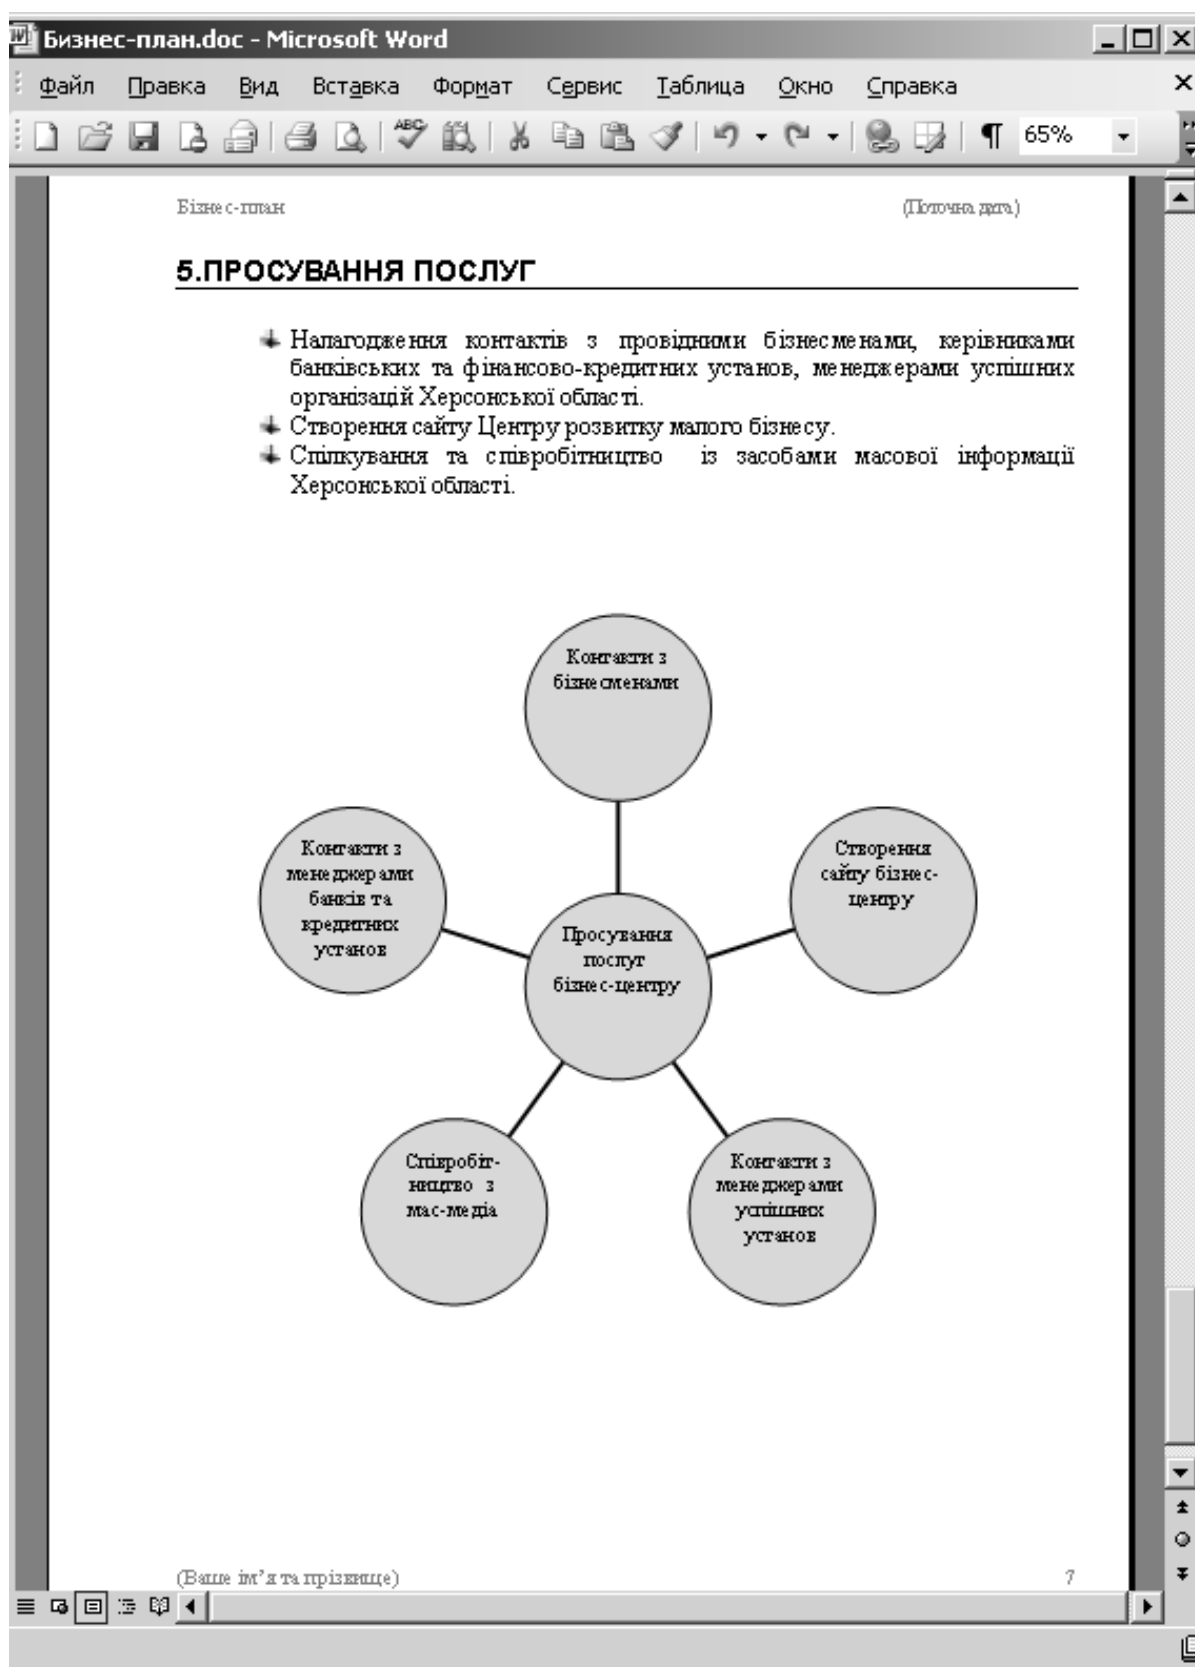 Бизнес-план.doc - Microsoft Word
Файл Правка Вид Вставка Формат Сервис Таблица Окно Справка
ABC 65%
Бізнес-план (Поточна дата)
5.ПРОСУВАННЯ ПОСЛУГ
Налагодження контактів з провідними бізнесменами, керівниками
банківських та фінансово-кредитних установ, менеджерами успішних
організацій Херсонської області.
Створення сайту Центру розвитку малого бізнесу.
Спілкування та співробітництво із засобами масової інформації
Херсонської області.
Контакти з
бізнесменами
Контакти з
менеджерами
банків та
кредитних
установ
Створення
сайту бізнес-
центру
Просування
послуг
бізнес-центру
Співробіт-
ництво з
мас-медіа
Контакти з
менеджерами
успішних
установ
(Ваше ім’я та прізвище) 7